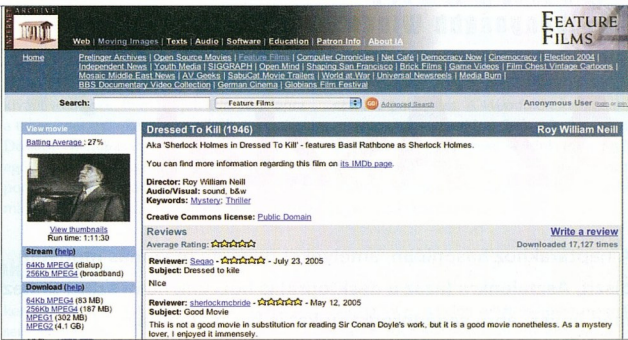 INTERNET ARCHIVE
FEATURE
FILMS
Web | Moving Images | Texts | Audio | Software | Education | Patron Info | About IA
Home
Prelinger Archives | Open Source Movies | Feature Films | Computer Chronicles | Net Café | Democracy Now | Cinemocracy | Election 2004 |
Independent News | Youth Media | SIGGRAPH | Open Mind | Shaping San Francisco | Brick Films | Game Videos | Film Chest Vintage Cartoons |
Mosaic Middle East News | AV Geeks | SabuCat Movie Trailers | World at War | Universal Newsreels | Media Burn |
BBS Documentary Video Collection | German Cinema | Globians Film Festival
Search: Feature Films GO! Advanced Search Anonymous User (login or join
View movie
Batting Average: 27%
View thumbnails
Run time: 1:11:30
Stream (help)
64Kb MPEG4 (dialup)
256Kb MPEG4 (broadband)
Download (help)
64Kb MPEG4 (83 MB)
256Kb MPEG4 (187 MB)
MPEG1 (302 MB)
MPEG2 (4.1 GB)
Dressed To Kill (1946) Roy William Neill
Aka 'Sherlock Holmes in Dressed To Kill' - features Basil Rathbone as Sherlock Holmes.
You can find more information regarding this film on its IMDb page.
Director: Roy William Neill
Audio/Visual: sound, b&w
Keywords: Mystery; Thriller
Creative Commons license: Public Domain
Reviews Write a review
Average Rating: Downloaded 17,127 times
Reviewer: Seqao - - July 23, 2005
Subject: Dressed to kile
NIce
Reviewer: sherlockmcbride - - May 12, 2005
Subject: Good Movie
This is not a good movie in substitution for reading Sir Conan Doyle's work, but it is a good movie nonetheless. As a mystery
lover, I enjoyed it immensely.